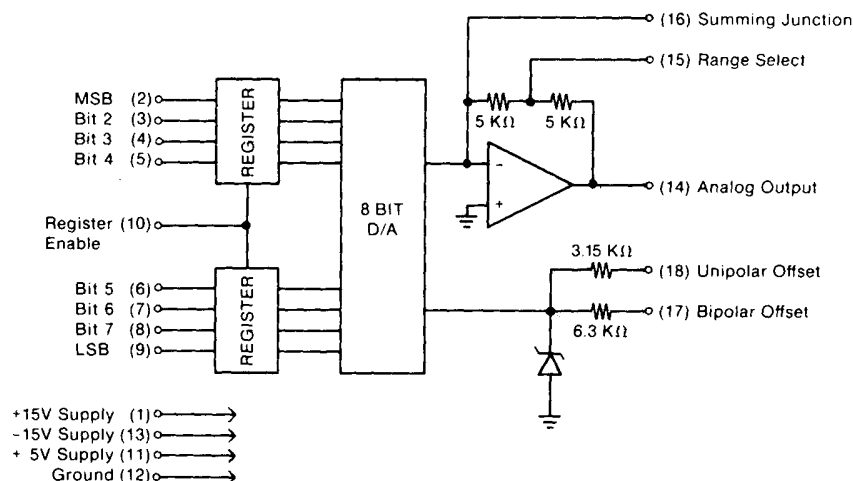 (16) Summing Junction
(15) Range Select
MSB (2)
Bit 2 (3)
Bit 3 (4)
Bit 4 (5)
REGISTER
5 KΩ
5 KΩ
-
+
(14) Analog Output
Register (10)
Enable
8 BIT
D/A
3.15 KΩ
(18) Unipolar Offset
Bit 5 (6)
Bit 6 (7)
Bit 7 (8)
LSB (9)
REGISTER
(17) Bipolar Offset
6.3 KΩ
+15V Supply (1)
-15V Supply (13)
+ 5V Supply (11)
Ground (12)